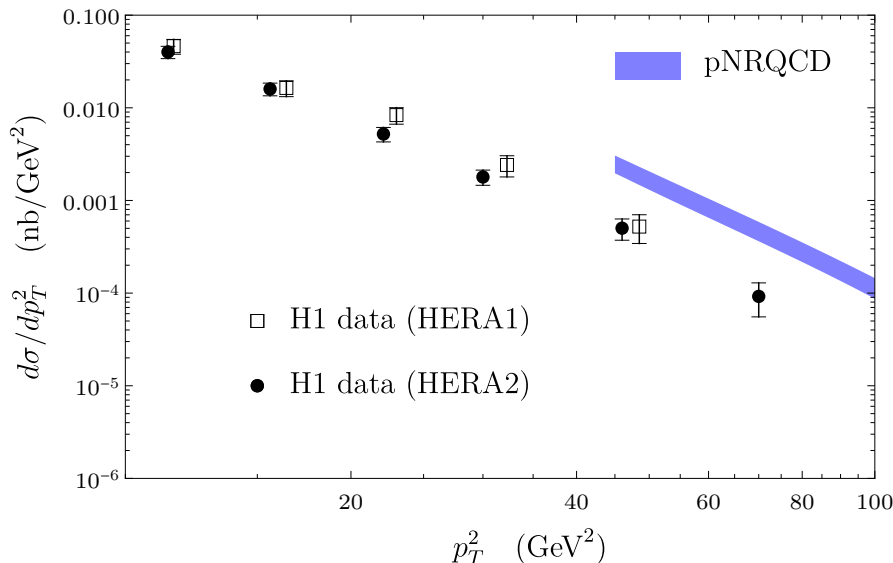 0.100
0.010
0.001
10^{-4}
10^{-5}
10^{-6}
dσ/dp_T^2 (nb/GeV^2)
pNRQCD
H1 data (HERA1)
H1 data (HERA2)
20 40 60 80 100
p_T^2 (GeV^2)